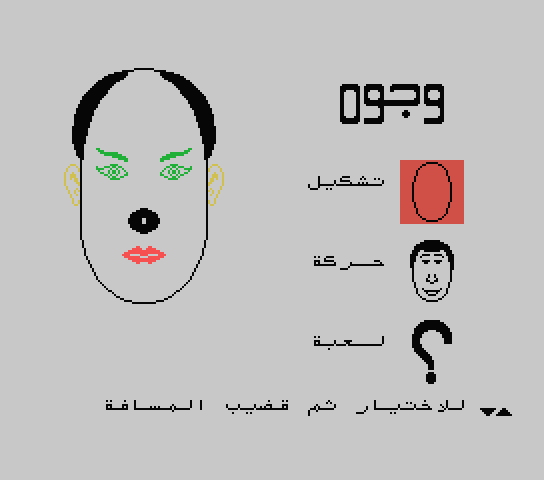 وجوه
تشكيل
حركة
لعبة
للاختيار ثم قضيب المسافة